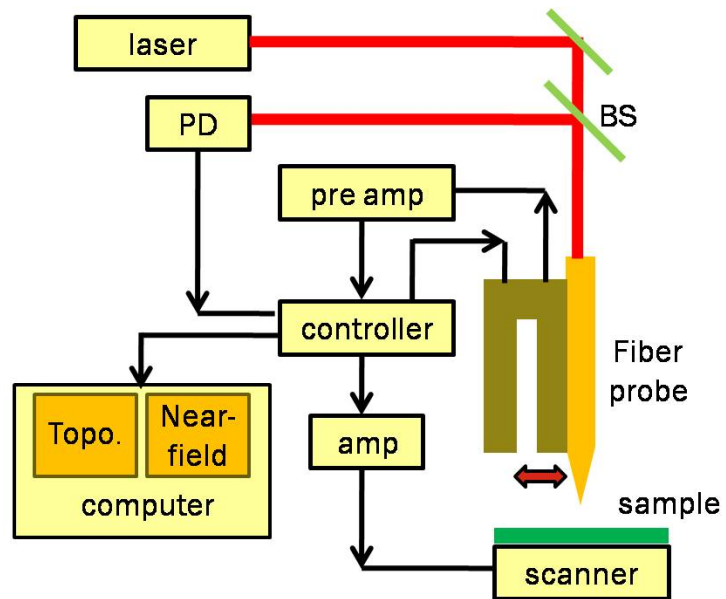 laser
PD
BS
pre amp
controller
Fiber
probe
Topo.
Near-
field
computer
amp
sample
scanner